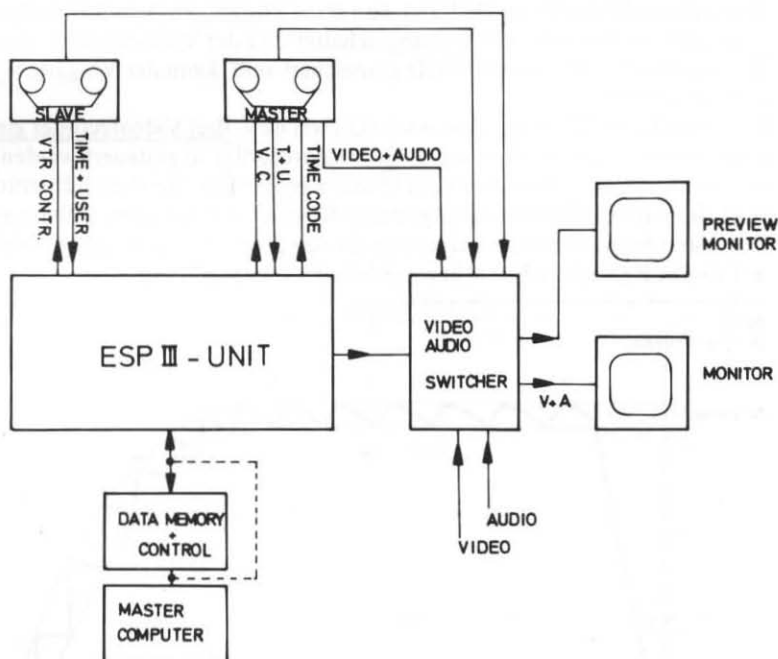 SLAVE
MASTER
VTR CONTR.
TIME + USER
V. C.
T. + U.
TIME CODE
VIDEO + AUDIO
PREVIEW
MONITOR
ESP III - UNIT
VIDEO
AUDIO
SWITCHER
MONITOR
V+A
DATA MEMORY
+
CONTROL
AUDIO
VIDEO
MASTER
COMPUTER